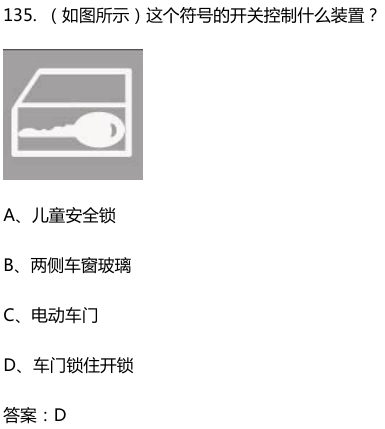 135. （如图所示）这个符号的开关控制什么装置？
A、儿童安全锁
B、两侧车窗玻璃
C、电动车门
D、车门锁住开锁
答案：D